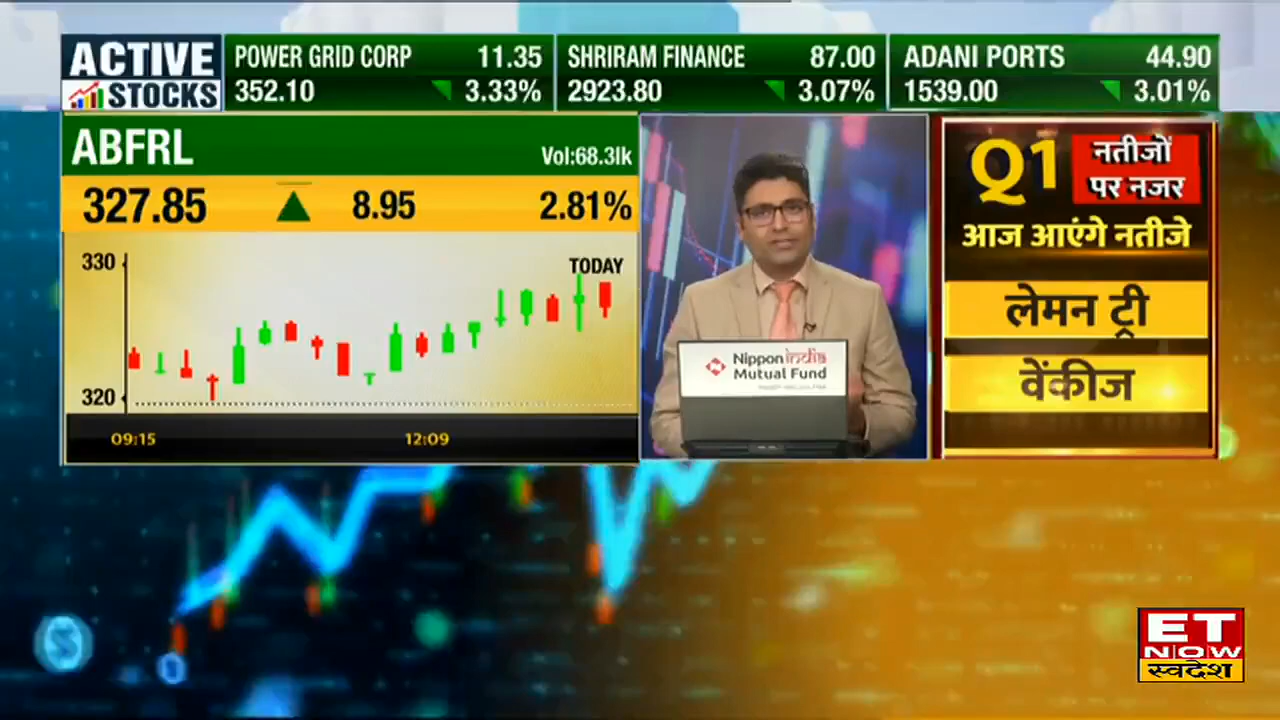 ACTIVE STOCKS
POWER GRID CORP 11.35
352.10 3.33%
SHRIRAM FINANCE 87.00
2923.80 3.07%
ADANI PORTS 44.90
1539.00 3.01%
ABFRL Vol:68.3lk
327.85 8.95 2.81%
330
TODAY
320
09:15 12:09
Nippon india
Mutual Fund
Q1 नतीजों
पर नजर
आज आएंगे नतीजे
लेमन ट्री
वेंकीज
ET
NOW
स्वदेश